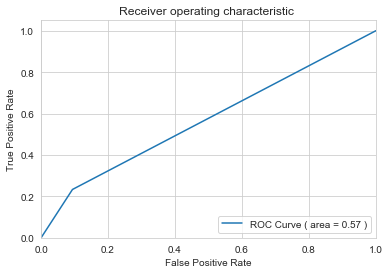 Receiver operating characteristic
True Positive Rate
1.0
0.8
0.6
0.4
0.2
0.0
ROC Curve ( area = 0.57 )
0.0 0.2 0.4 0.6 0.8 1.0
False Positive Rate